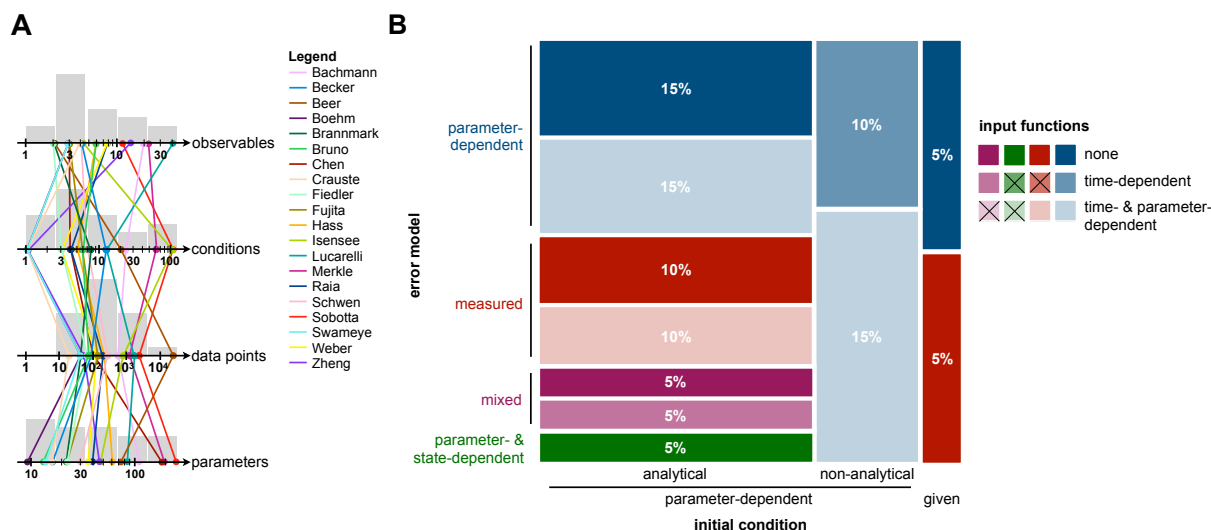 A
Legend
Bachmann
Becker
Beer
Boehm
Brannmark
Bruno
Chen
Crauste
Fiedler
Fujita
Hass
Isensee
Lucarelli
Merkle
Raia
Schwen
Sobotta
Swameye
Weber
Zheng
observables
1 3 10 30
conditions
1 3 10 30 100
data points
1 10 10² 10³ 10⁴
parameters
10 30 100
B
error model
parameter-
dependent
measured
mixed
parameter- &
state-dependent
15%
15%
10%
10%
5%
5%
5%
10%
15%
5%
5%
analytical
non-analytical
parameter-dependent
given
initial condition
input functions
none
time-dependent
time- & parameter-
dependent